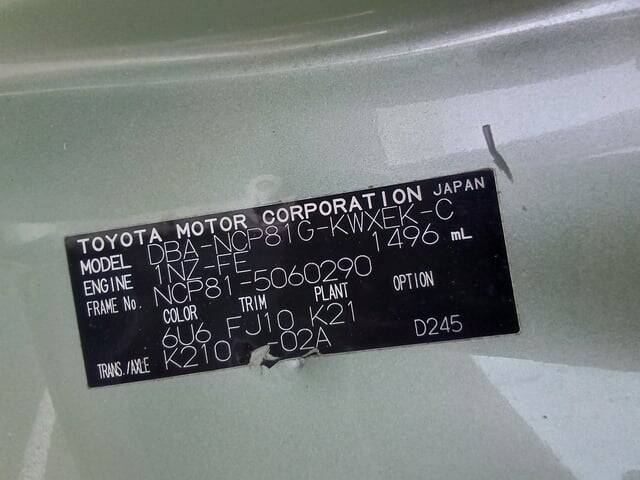 TOYOTA MOTOR CORPORATION JAPAN
MODEL DBA-NCP81G-KWXEK-C
ENGINE 1NZ-FE 1496 mL
FRAME No. NCP81-5060290
COLOR TRIM PLANT OPTION
6U6 FJ10 K21
TRANS./AXLE K210 -02A D245